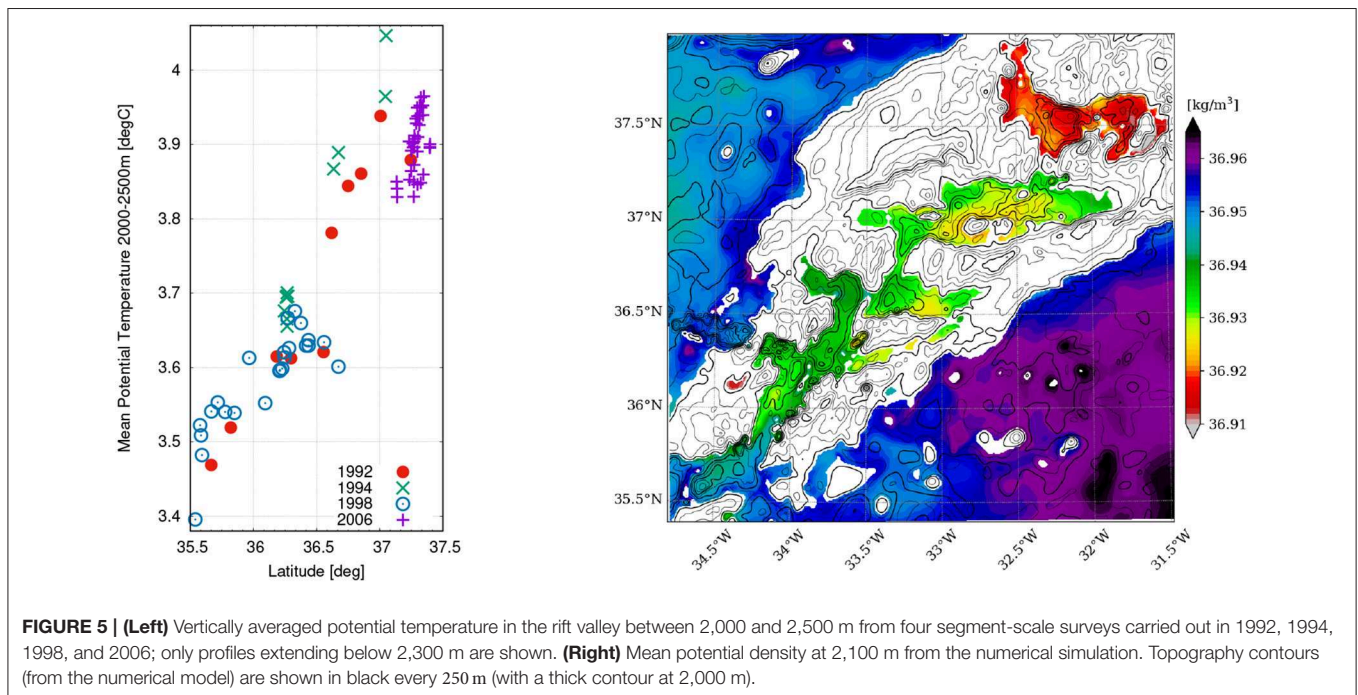 Mean Potential Temperature 2000-2500m [degC]
4
3.9
3.8
3.7
3.6
3.5
3.4
35.5 36 36.5 37 37.5
Latitude [deg]
1992
1994
1998
2006
37.5°N
37°N
36.5°N
36°N
35.5°N
34.5°W 34°W 33.5°W 33°W 32.5°W 32°W 31.5°W
[kg/m³]
36.96
36.95
36.94
36.93
36.92
36.91
FIGURE 5 | (Left) Vertically averaged potential temperature in the rift valley between 2,000 and 2,500 m from four segment-scale surveys carried out in 1992, 1994,
1998, and 2006; only profiles extending below 2,300 m are shown. (Right) Mean potential density at 2,100 m from the numerical simulation. Topography contours
(from the numerical model) are shown in black every 250 m (with a thick contour at 2,000 m).